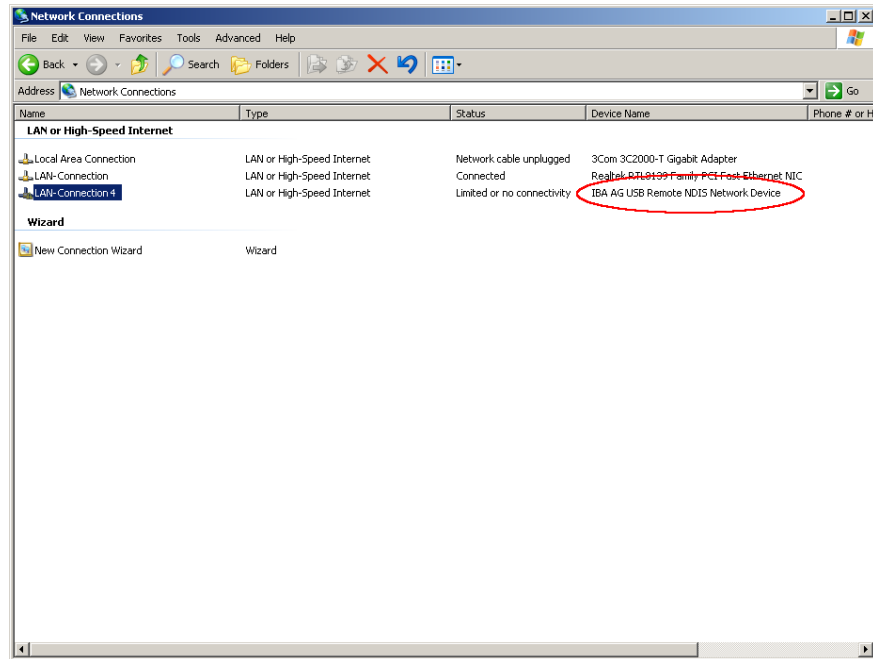 Network Connections
File Edit View Favorites Tools Advanced Help
Back Search Folders
Address Network Connections Go
Name Type Status Device Name Phone # or H
LAN or High-Speed Internet
Local Area Connection LAN or High-Speed Internet Network cable unplugged 3Com 3C2000-T Gigabit Adapter
LAN-Connection LAN or High-Speed Internet Connected Realtek RTL8139 Family PCI Fast Ethernet NIC
LAN-Connection 4 LAN or High-Speed Internet Limited or no connectivity IBA AG USB Remote NDIS Network Device
Wizard
New Connection Wizard Wizard